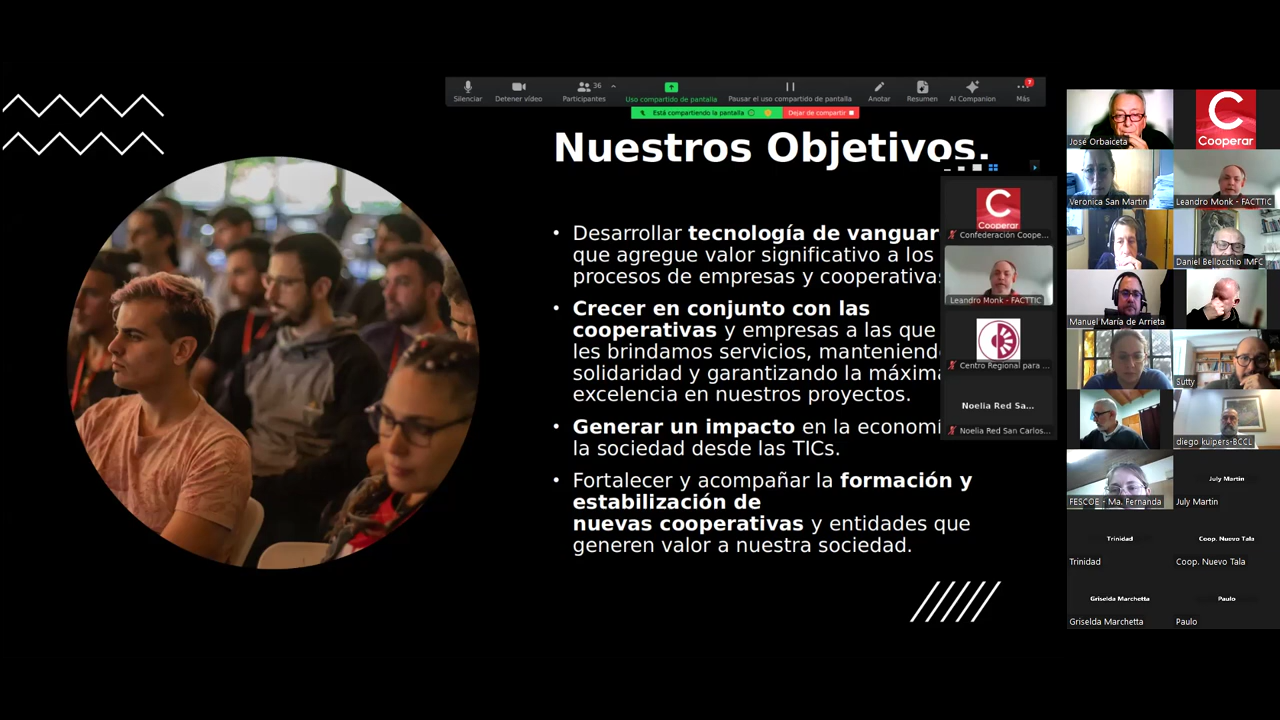 Silenciar
Detener vídeo
Participantes
36
Uso compartido de pantalla
Pausar el uso compartido de pantalla
Anotar
Resumen
AI Companion
Más
Está compartiendo la pantalla
Dejar de compartir
Nuestros Objetivos.
• Desarrollar tecnología de vanguar
que agregue valor significativo a los
procesos de empresas y cooperativas
• Crecer en conjunto con las
cooperativas y empresas a las que
les brindamos servicios, manteniend
solidaridad y garantizando la máxima
excelencia en nuestros proyectos.
• Generar un impacto en la economí
la sociedad desde las TICs.
• Fortalecer y acompañar la formación y
estabilización de
nuevas cooperativas y entidades que
generen valor a nuestra sociedad.
Cooperar
Confederación Coope...
Leandro Monk - FACTTIC
Centro Regional para ...
Noelia Red Sa...
Noelia Red San Carlos...
José Orbaiceta
Cooperar
Veronica San Martin
Leandro Monk - FACTTIC
Daniel Bellocchio IMFC
Manuel María de Arrieta
Sutty
diego kuipers-BCCL
FESCOE - Ma. Fernanda
July Martin
July Martin
Trinidad
Trinidad
Coop. Nuevo Tala
Coop. Nuevo Tala
Griselda Marchetta
Griselda Marchetta
Paulo
Paulo